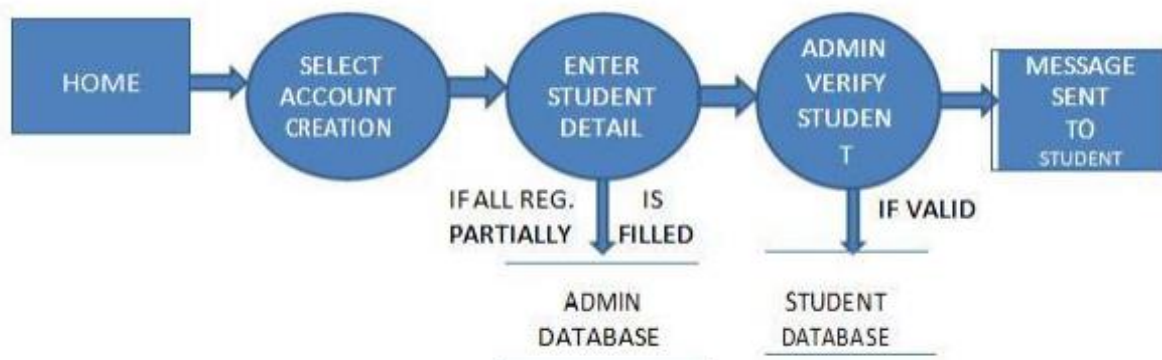 HOME
SELECT
ACCOUNT
CREATION
ENTER
STUDENT
DETAIL
ADMIN
VERIFY
STUDEN
T
MESSAGE
SENT
TO
STUDENT
IF ALL REG. IS
PARTIALLY FILLED
IF VALID
ADMIN
DATABASE
STUDENT
DATABASE